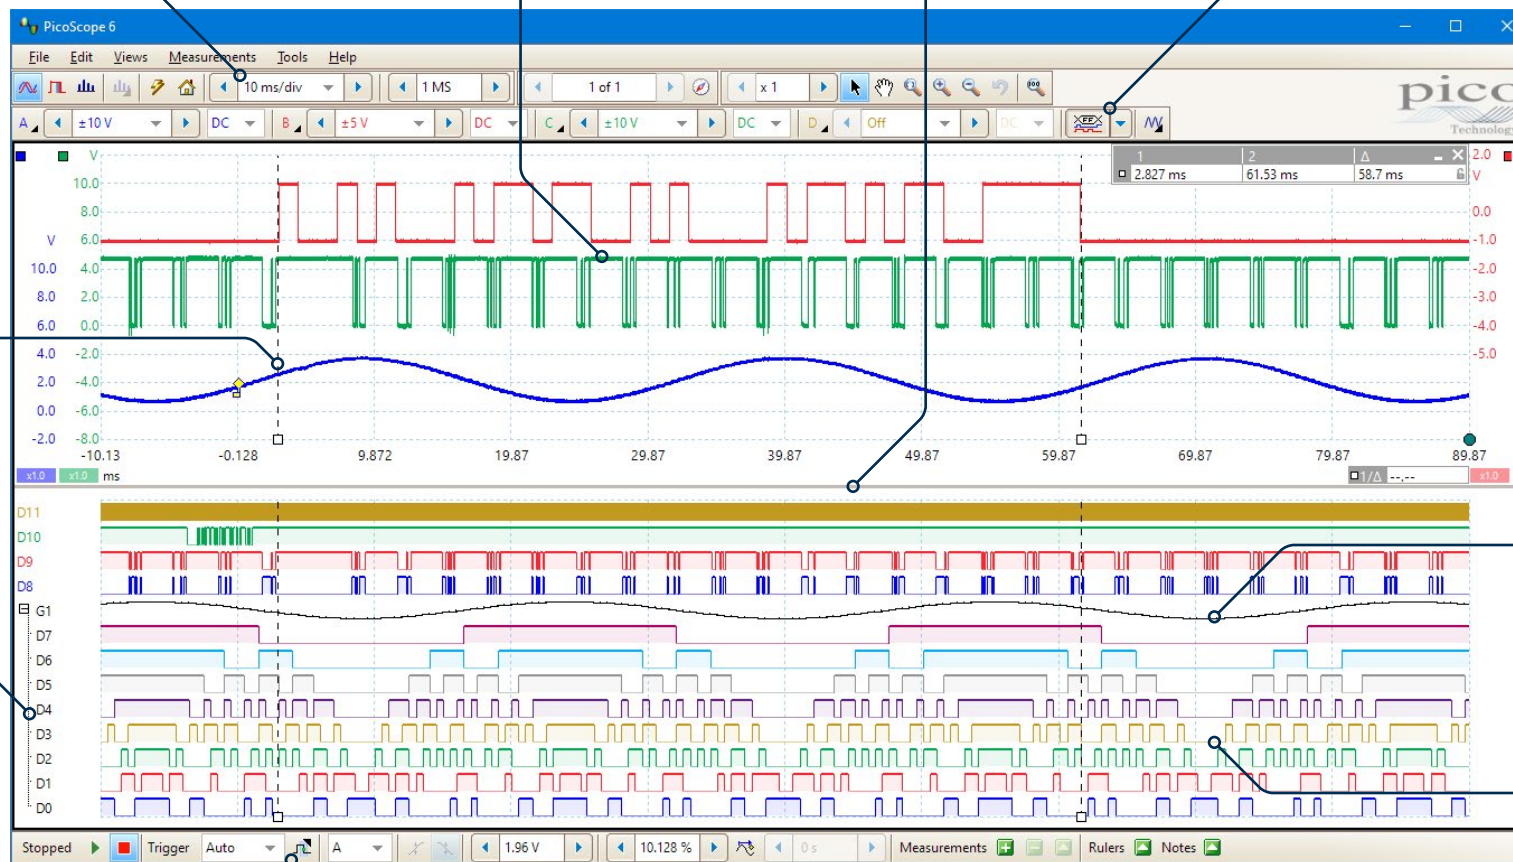 PicoScope 6
File Edit Views Measurements Tools Help
10 ms/div 1 MS 1 of 1 x 1
pico
Technology
A ±10 V DC B ±5 V DC C ±10 V DC D Off DC
V
10.0
8.0
6.0
4.0
2.0
0.0
-2.0
-4.0
-6.0
-8.0
V
10.0
8.0
6.0
4.0
2.0
0.0
-2.0
1 2 Δ
2.827 ms 61.53 ms 58.7 ms
2.0
V
0.0
-1.0
-2.0
-3.0
-4.0
-5.0
-10.13 -0.128 9.872 19.87 29.87 39.87 49.87 59.87 69.87 79.87 89.87
x1.0 x1.0 ms 1/Δ --.-- x1.0
D11
D10
D9
D8
G1
D7
D6
D5
D4
D3
D2
D1
D0
Stopped Trigger Auto A 1.96 V 10.128 % 0 s Measurements Rulers Notes